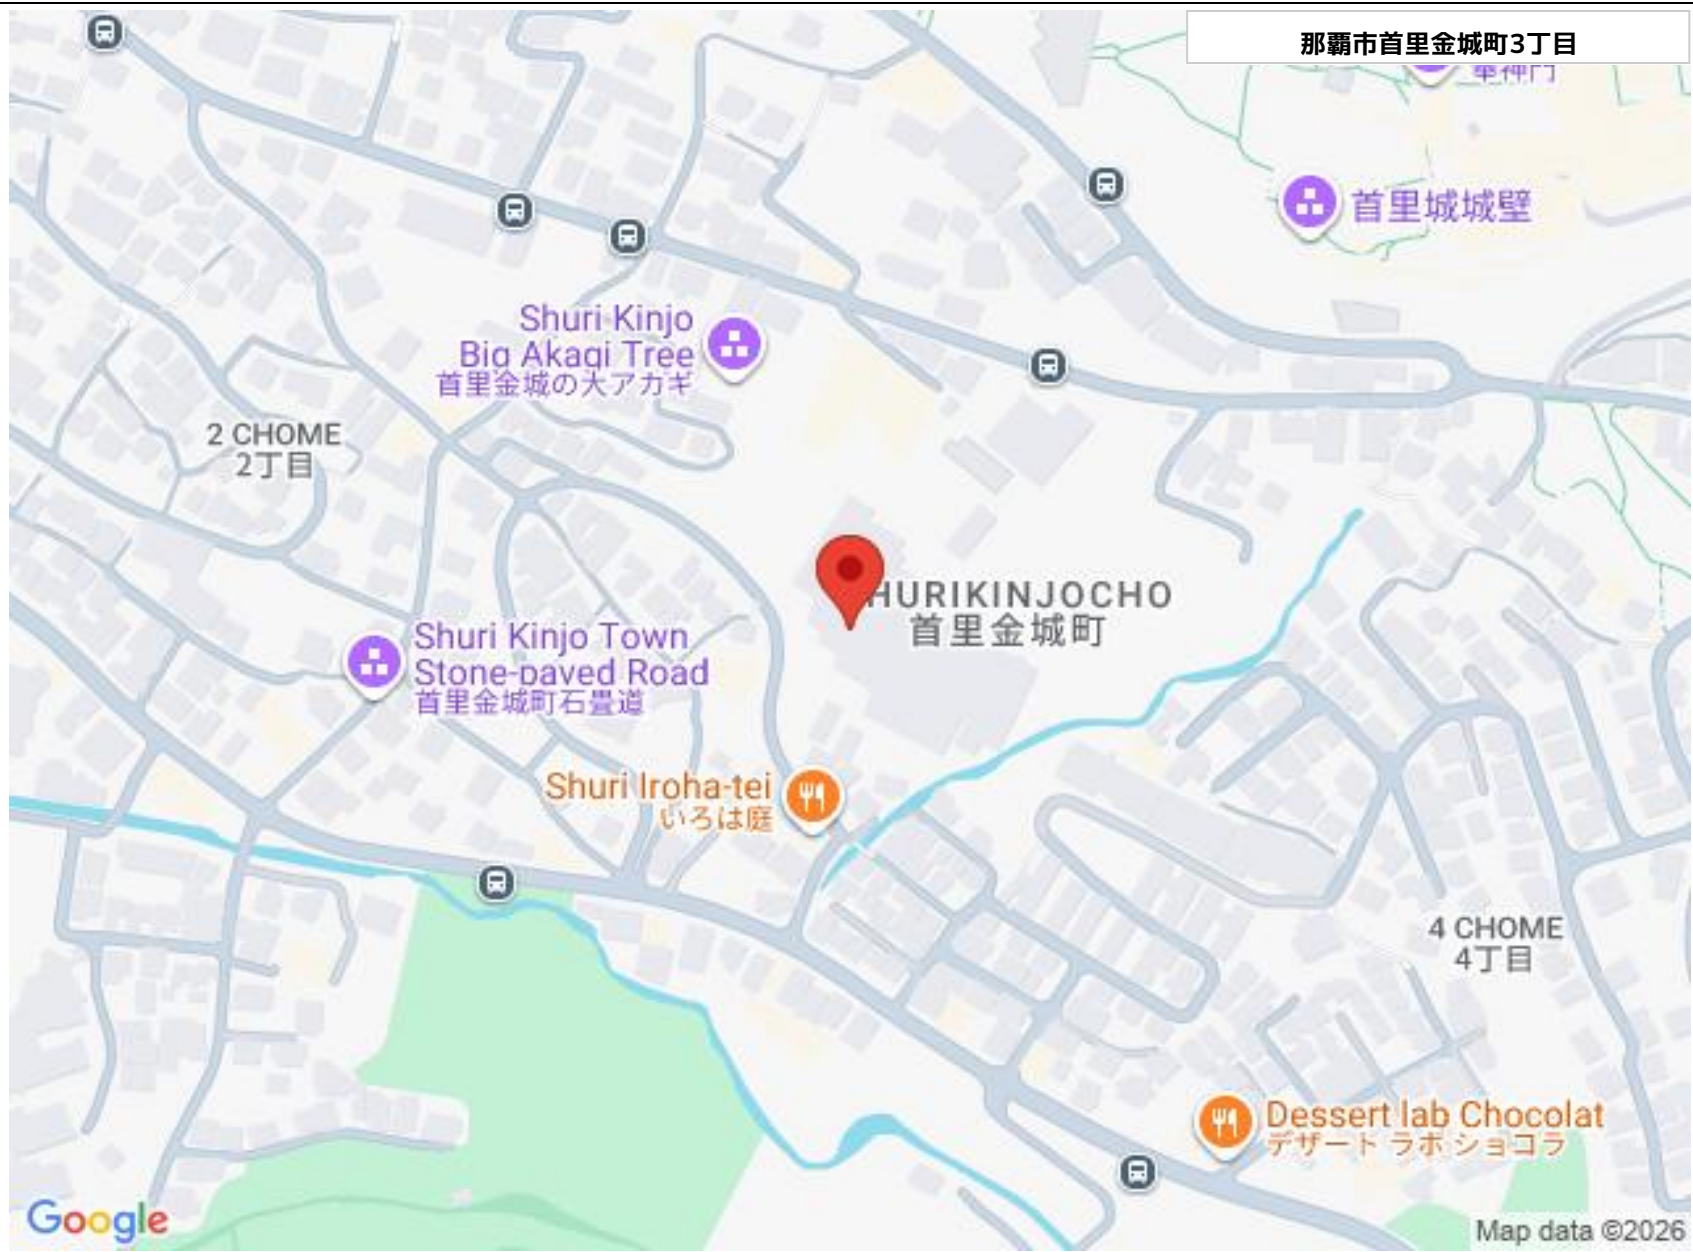 那覇市首里金城町3丁目
奉神門
首里城城壁
Shuri Kinjo
Big Akagi Tree
首里金城の大アカギ
2 CHOME
2丁目
HURIKINJOCHO
首里金城町
Shuri Kinjo Town
Stone-paved Road
首里金城町石畳道
Shuri Iroha-tei
いろは庭
4 CHOME
4丁目
Dessert lab Chocolat
デザート ラボ ショコラ
Google
Map data ©2026